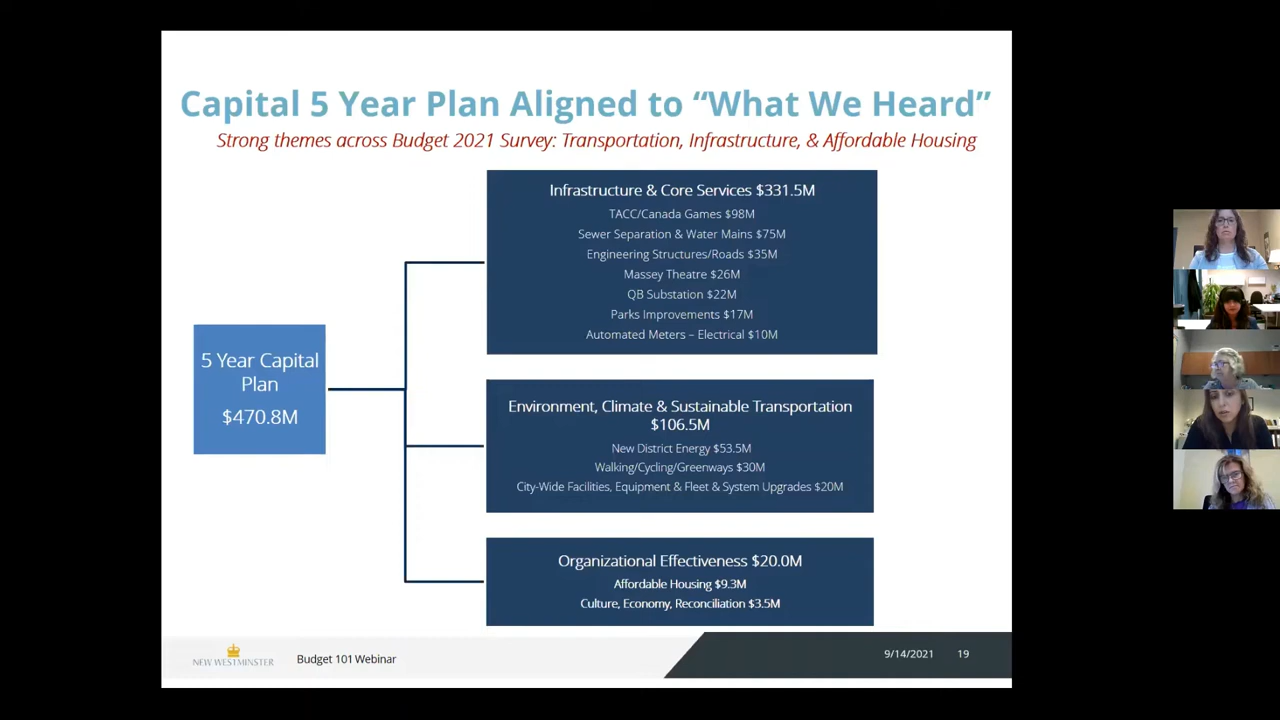 Capital 5 Year Plan Aligned to “What We Heard”
Strong themes across Budget 2021 Survey: Transportation, Infrastructure, & Affordable Housing
5 Year Capital
Plan
$470.8M
Infrastructure & Core Services $331.5M
TACC/Canada Games $98M
Sewer Separation & Water Mains $75M
Engineering Structures/Roads $35M
Massey Theatre $26M
QB Substation $22M
Parks Improvements $17M
Automated Meters – Electrical $10M
Environment, Climate & Sustainable Transportation
$106.5M
New District Energy $53.5M
Walking/Cycling/Greenways $30M
City-Wide Facilities, Equipment & Fleet & System Upgrades $20M
Organizational Effectiveness $20.0M
Affordable Housing $9.3M
Culture, Economy, Reconciliation $3.5M
NEW WESTMINSTER
Budget 101 Webinar
9/14/2021
19